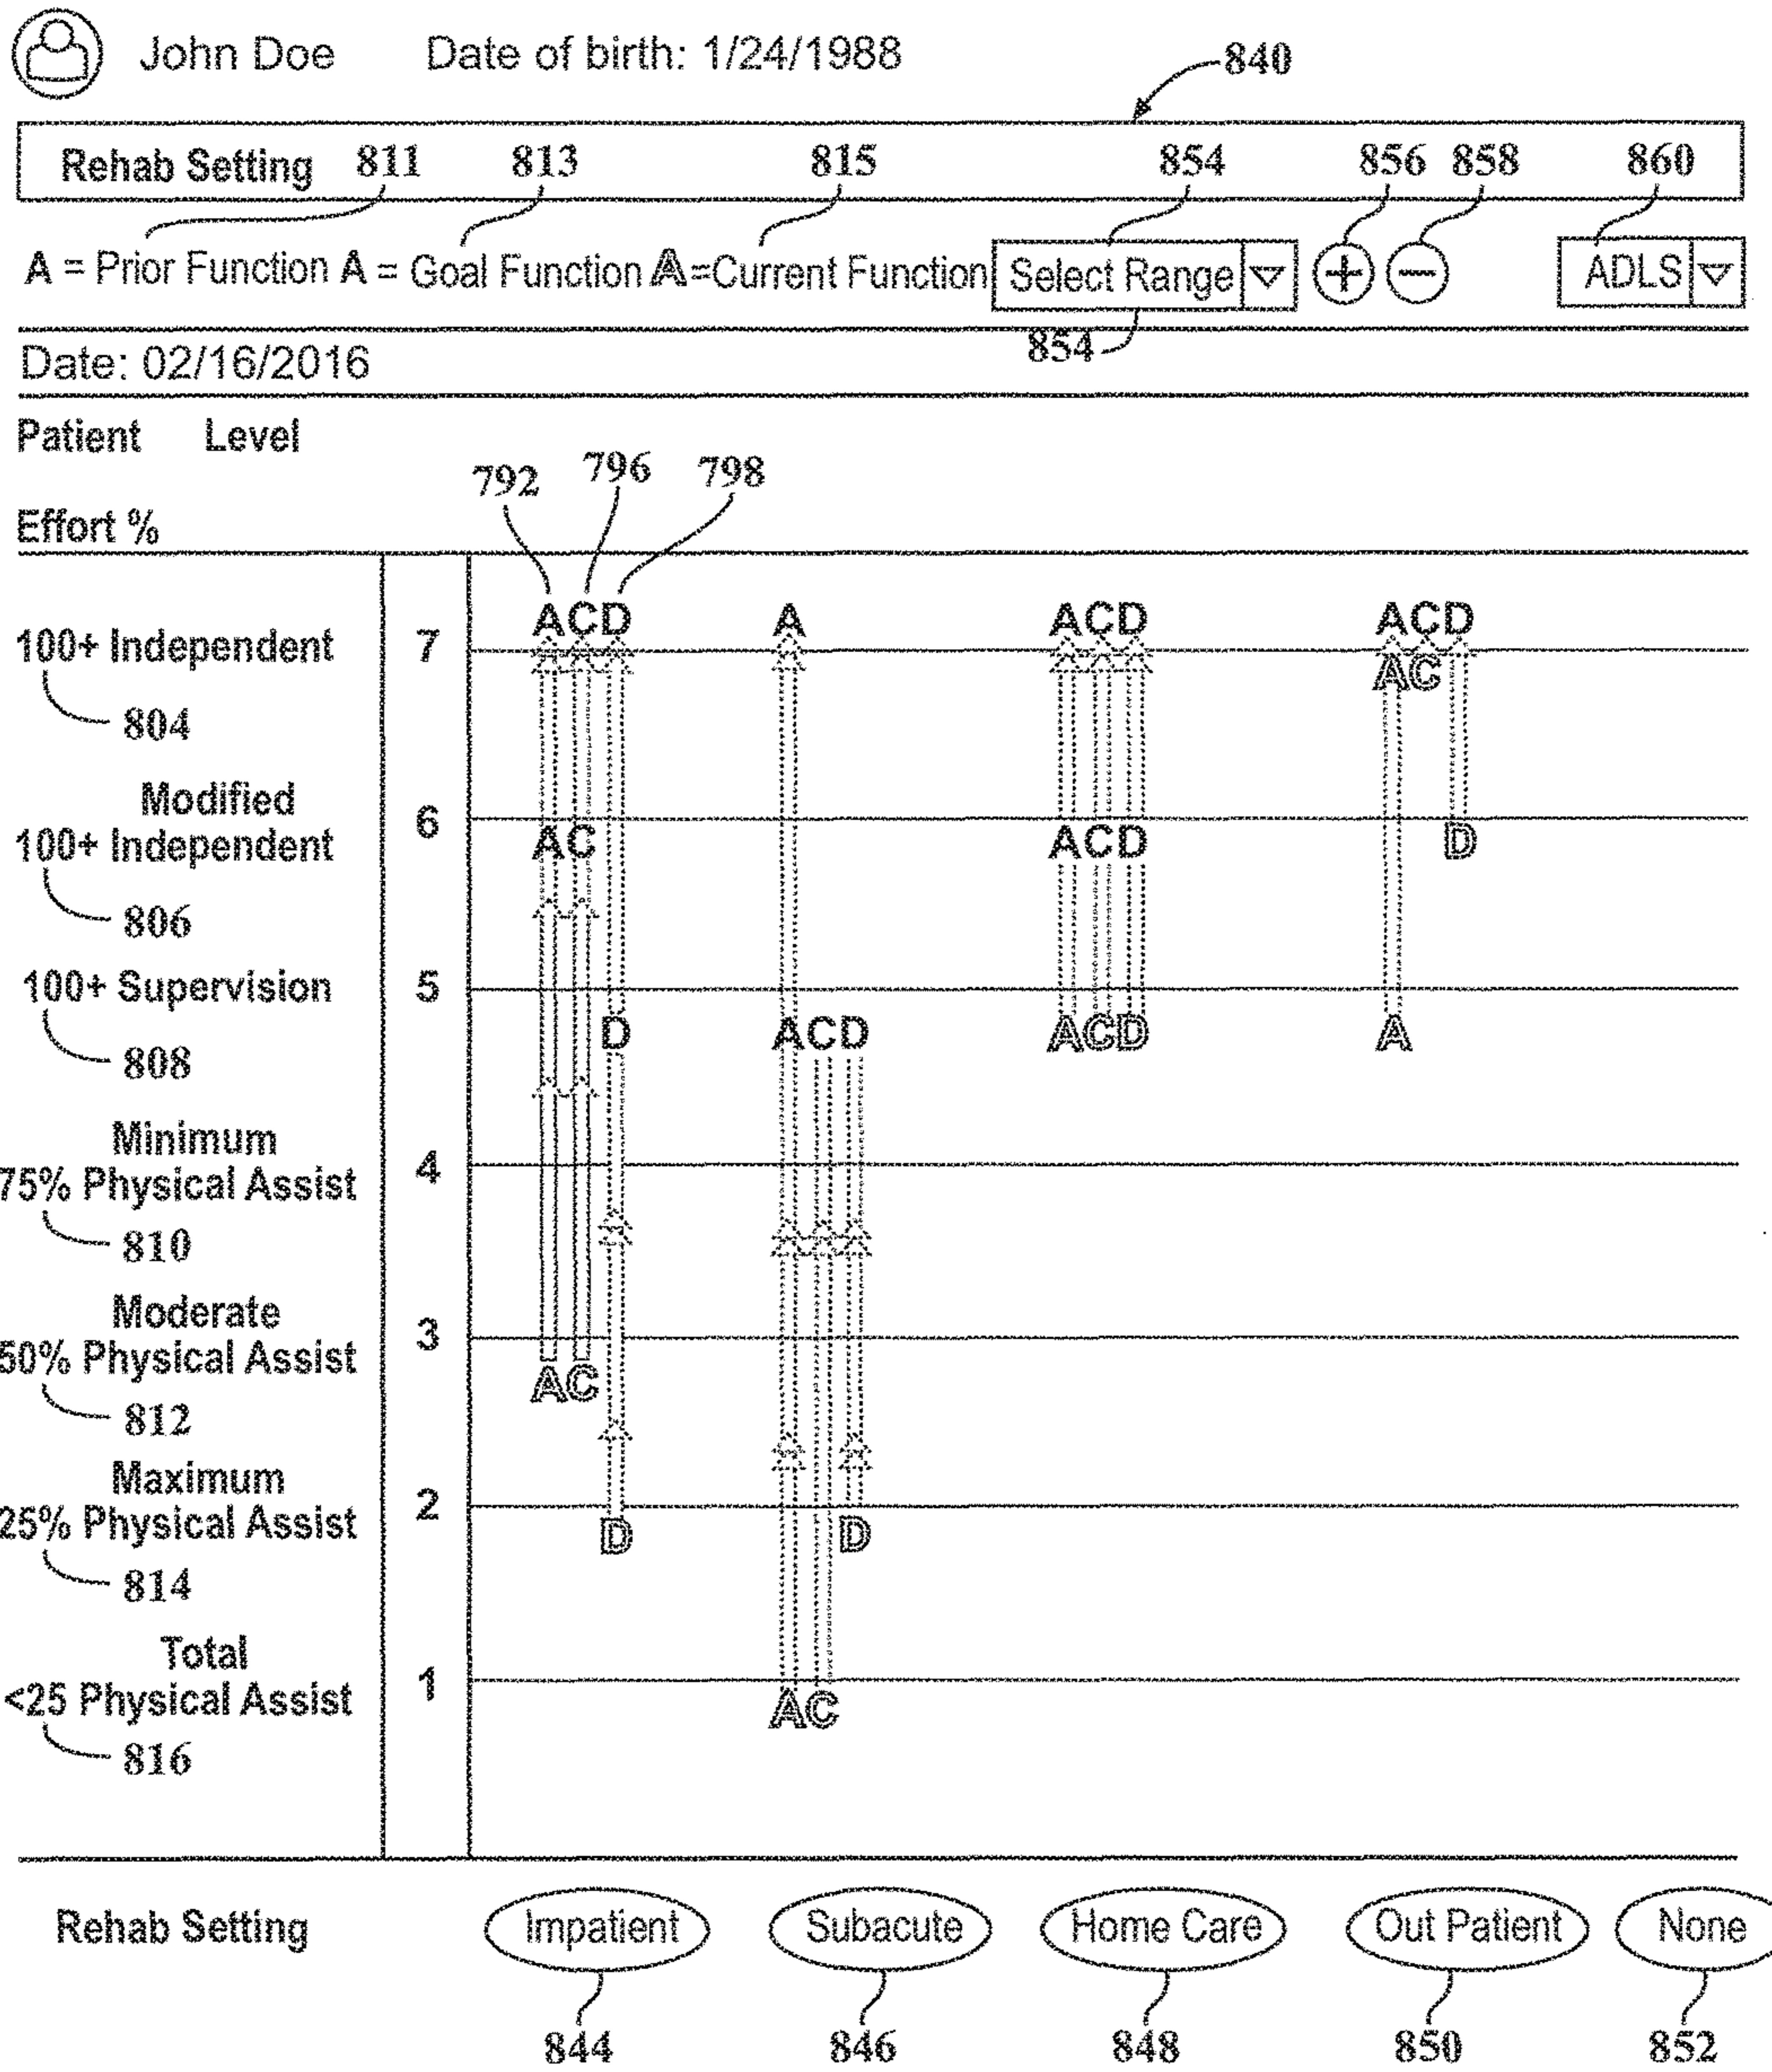 John Doe Date of birth: 1/24/1988
840
Rehab Setting 811 813 815 854 856 858 860
A = Prior Function A = Goal Function A =Current Function Select Range + − ADLS
854
Date: 02/16/2016
Patient Level
792 796 798
Effort %
ACD A ACD ACD
100+ Independent 7
AC
804
Modified
6
100+ Independent AC ACD D
806
100+ Supervision 5
D ACD ACD A
808
Minimum
4
75% Physical Assist
810
Moderate
3
50% Physical Assist
AC
812
Maximum
2
25% Physical Assist
D D
814
Total
1
<25 Physical Assist
AC
816
Rehab Setting Impatient Subacute Home Care Out Patient None
844 846 848 850 852